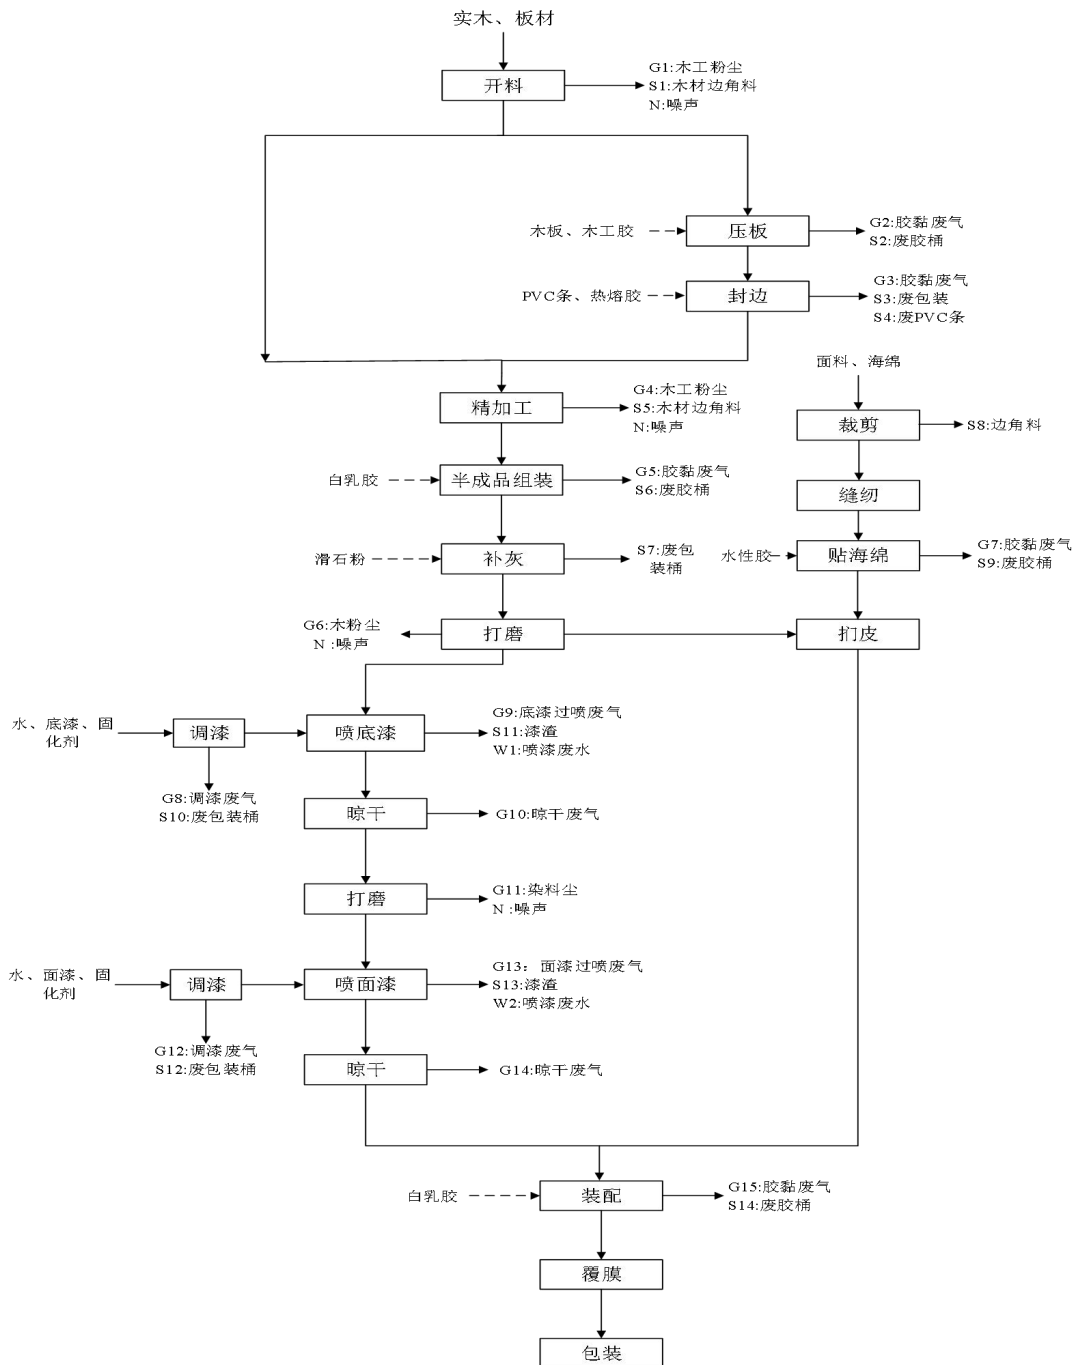 实木、板材
开料
G1:木工粉尘
S1:木材边角料
N:噪声
木板、木工胶
压板
G2:胶黏废气
S2:废胶桶
PVC条、热熔胶
封边
G3:胶黏废气
S3:废包装
S4:废PVC条
面料、海绵
精加工
G4:木工粉尘
S5:木材边角料
N:噪声
裁剪
S8:边角料
白乳胶
半成品组装
G5:胶黏废气
S6:废胶桶
缝纫
滑石粉
补灰
S7:废包
装桶
水性胶
贴海绵
G7:胶黏废气
S9:废胶桶
G6:木粉尘
N :噪声
打磨
扪皮
水、底漆、固
化剂
调漆
喷底漆
G9:底漆过喷废气
S11:漆渣
W1:喷漆废水
G8:调漆废气
S10:废包装桶
晾干
G10:晾干废气
打磨
G11:染料尘
N :噪声
水、面漆、固
化剂
调漆
喷面漆
G13：面漆过喷废气
S13:漆渣
W2:喷漆废水
G12:调漆废气
S12:废包装桶
晾干
G14:晾干废气
白乳胶
装配
G15:胶黏废气
S14:废胶桶
覆膜
包装